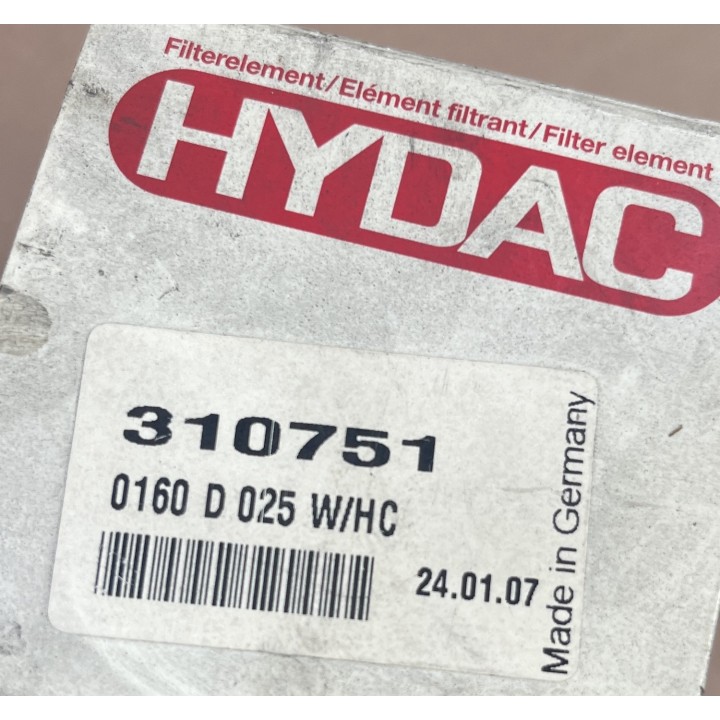 Filterelement/Elément filtrant/Filter element
HYDAC
310751
0160 D 025 W/HC
24.01.07
Made in Germany